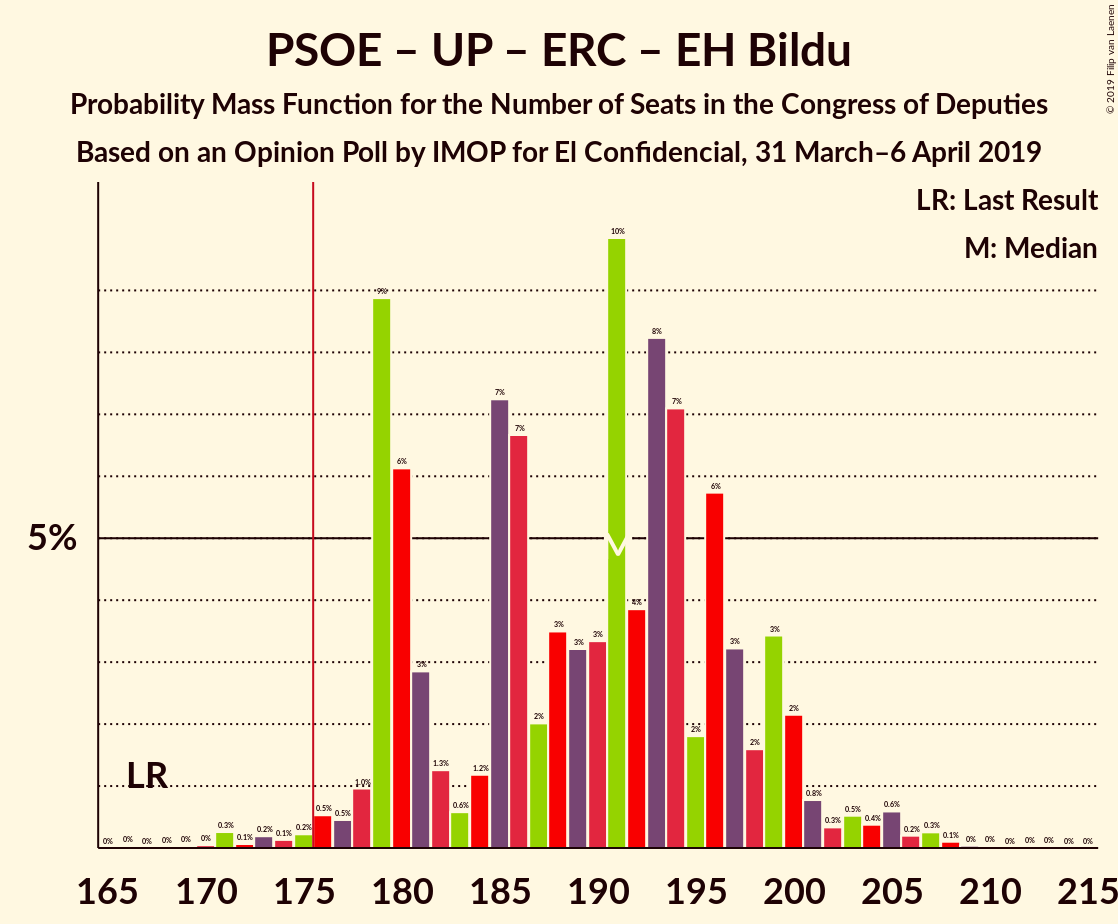 PSOE – UP – ERC – EH Bildu
Probability Mass Function for the Number of Seats in the Congress of Deputies
Based on an Opinion Poll by IMOP for El Confidencial, 31 March–6 April 2019
© 2019 Filip van Laenen
LR: Last Result
M: Median
5%
LR
M
0% 0% 0% 0% 0% 0% 0.3% 0.1% 0.2% 0.1% 0.2% 0.5% 0.5% 1.0% 9% 6% 3% 1.3% 0.6% 1.2% 7% 7% 2% 3% 3% 3% 10% 4% 8% 7% 2% 6% 3% 2% 3% 2% 0.8% 0.3% 0.5% 0.4% 0.6% 0.2% 0.3% 0.1% 0% 0% 0% 0% 0% 0% 0%
165 170 175 180 185 190 195 200 205 210 215